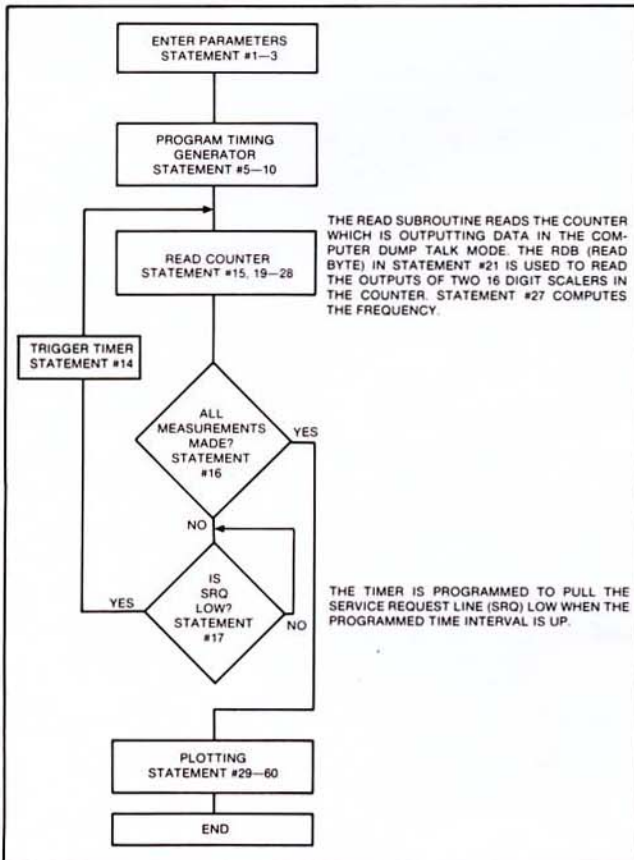 ENTER PARAMETERS
STATEMENT #1—3
PROGRAM TIMING
GENERATOR
STATEMENT #5—10
READ COUNTER
STATEMENT #15, 19—28
THE READ SUBROUTINE READS THE COUNTER
WHICH IS OUTPUTTING DATA IN THE COM-
PUTER DUMP TALK MODE. THE RDB (READ
BYTE) IN STATEMENT #21 IS USED TO READ
THE OUTPUTS OF TWO 16 DIGIT SCALERS IN
THE COUNTER. STATEMENT #27 COMPUTES
THE FREQUENCY.
TRIGGER TIMER
STATEMENT #14
ALL
MEASUREMENTS
MADE?
STATEMENT
#16
YES
NO
IS
SRQ
LOW?
STATEMENT
#17
YES
NO
THE TIMER IS PROGRAMMED TO PULL THE
SERVICE REQUEST LINE (SRQ) LOW WHEN THE
PROGRAMMED TIME INTERVAL IS UP.
PLOTTING
STATEMENT #29—60
END